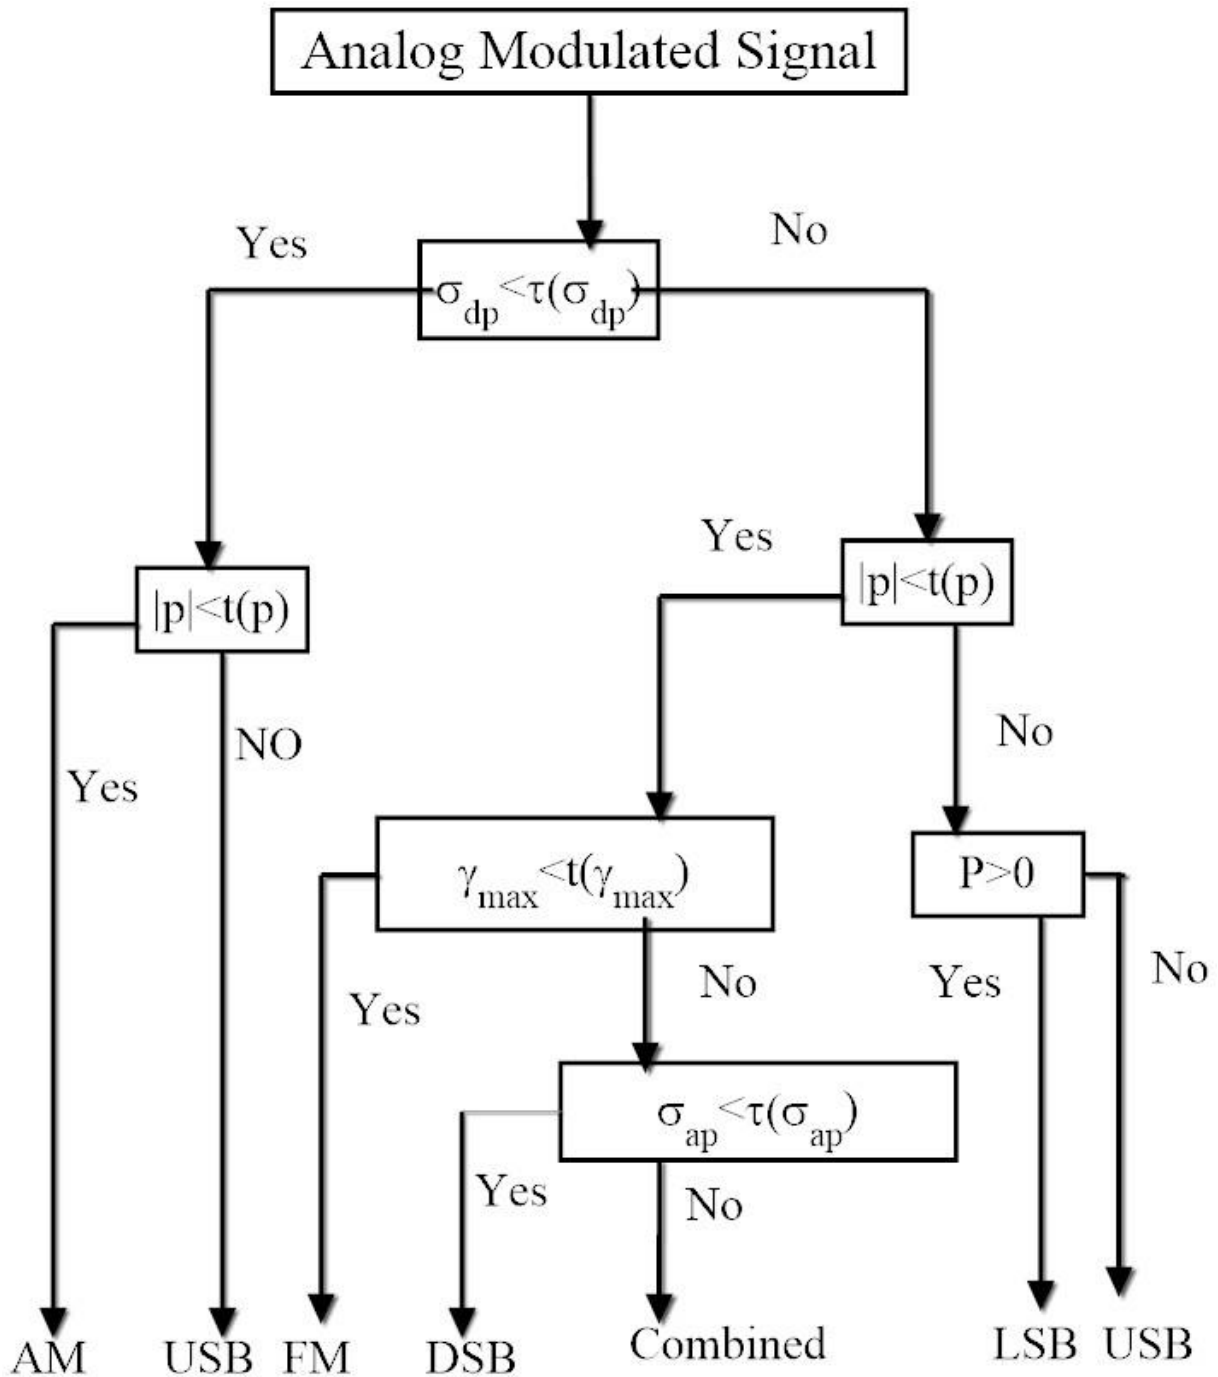 Analog Modulated Signal
Yes
No
σdp<τ(σdp)
Yes
|p|<t(p)
|p|<t(p)
NO
No
Yes
γmax<t(γmax)
P>0
No
Yes
No
Yes
σap<τ(σap)
Yes
No
AM
USB
FM
DSB
Combined
LSB
USB